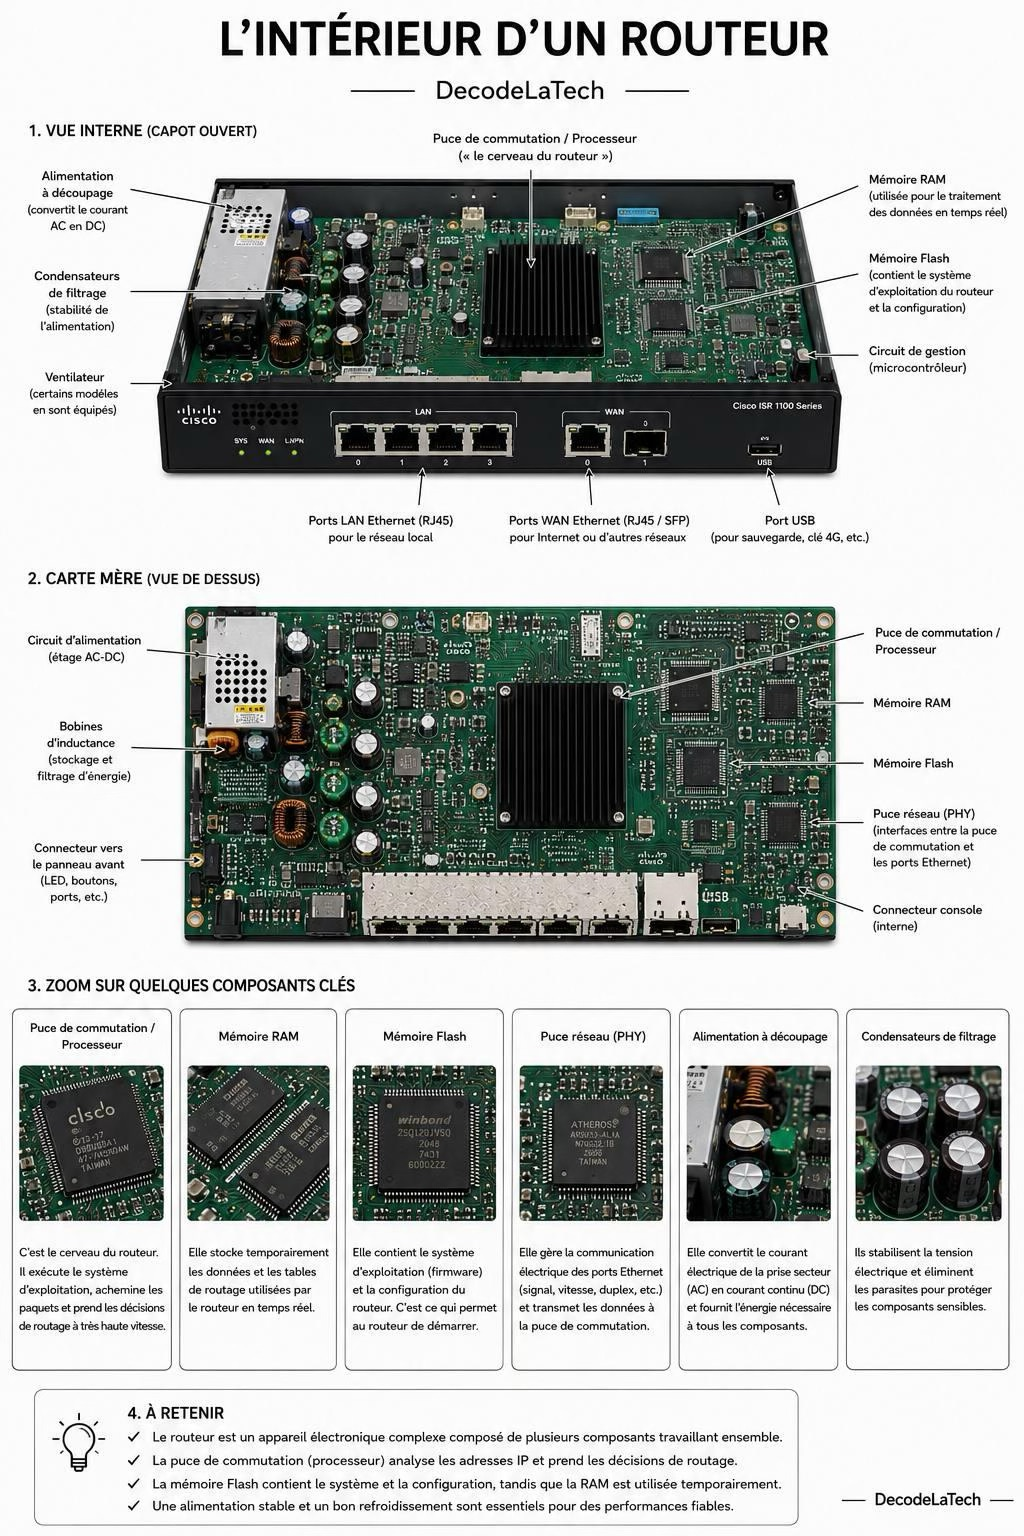 L'INTÉRIEUR D'UN ROUTEUR
DecodeLaTech
1. VUE INTERNE (CAPOT OUVERT)
Puce de commutation / Processeur
(« le cerveau du routeur »)
Alimentation
à découpage
(convertit le courant
AC en DC)
Condensateurs
de filtrage
(stabilité de
l'alimentation)
Ventilateur
(certains modèles
en sont équipés)
Mémoire RAM
(utilisée pour le traitement
des données en temps réel)
Mémoire Flash
(contient le système
d'exploitation du routeur
et la configuration)
Circuit de gestion
(microcontrôleur)
CISCO
SYS WAN
LAN
0 1 2 3
WAN
0
0 1
Cisco ISR 1100 Series
USB
Ports LAN Ethernet (RJ45)
pour le réseau local
Ports WAN Ethernet (RJ45 / SFP)
pour Internet ou d'autres réseaux
Port USB
(pour sauvegarde, clé 4G, etc.)
2. CARTE MÈRE (VUE DE DESSUS)
Circuit d'alimentation
(étage AC-DC)
Bobines
d'inductance
(stockage et
filtrage d'énergie)
Connecteur vers
le panneau avant
(LED, boutons,
ports, etc.)
USB
Puce de commutation /
Processeur
Mémoire RAM
Mémoire Flash
Puce réseau (PHY)
(interfaces entre la puce
de commutation et
les ports Ethernet)
Connecteur console
(interne)
3. ZOOM SUR QUELQUES COMPOSANTS CLÉS
Puce de commutation /
Processeur
cisco
TAIWAN
C'est le cerveau du routeur.
Il exécute le système
d'exploitation, achemine les
paquets et prend les décisions
de routage à très haute vitesse.
Mémoire RAM
Elle stocke temporairement
les données et les tables
de routage utilisées par
le routeur en temps réel.
Mémoire Flash
winbond
25Q128JVSQ
2048
7431
6000ZZZ
Elle contient le système
d'exploitation (firmware)
et la configuration du
routeur. C'est ce qui permet
au routeur de démarrer.
Puce réseau (PHY)
ATHEROS
TAIWAN
Elle gère la communication
électrique des ports Ethernet
(signal, vitesse, duplex, etc.)
et transmet les données à
la puce de commutation.
Alimentation à découpage
Elle convertit le courant
électrique de la prise secteur
(AC) en courant continu (DC)
et fournit l'énergie nécessaire
à tous les composants.
Condensateurs de filtrage
Ils stabilisent la tension
électrique et éliminent
les parasites pour protéger
les composants sensibles.
4. À RETENIR
✓ Le routeur est un appareil électronique complexe composé de plusieurs composants travaillant ensemble.
✓ La puce de commutation (processeur) analyse les adresses IP et prend les décisions de routage.
✓ La mémoire Flash contient le système et la configuration, tandis que la RAM est utilisée temporairement.
✓ Une alimentation stable et un bon refroidissement sont essentiels pour des performances fiables.
DecodeLaTech